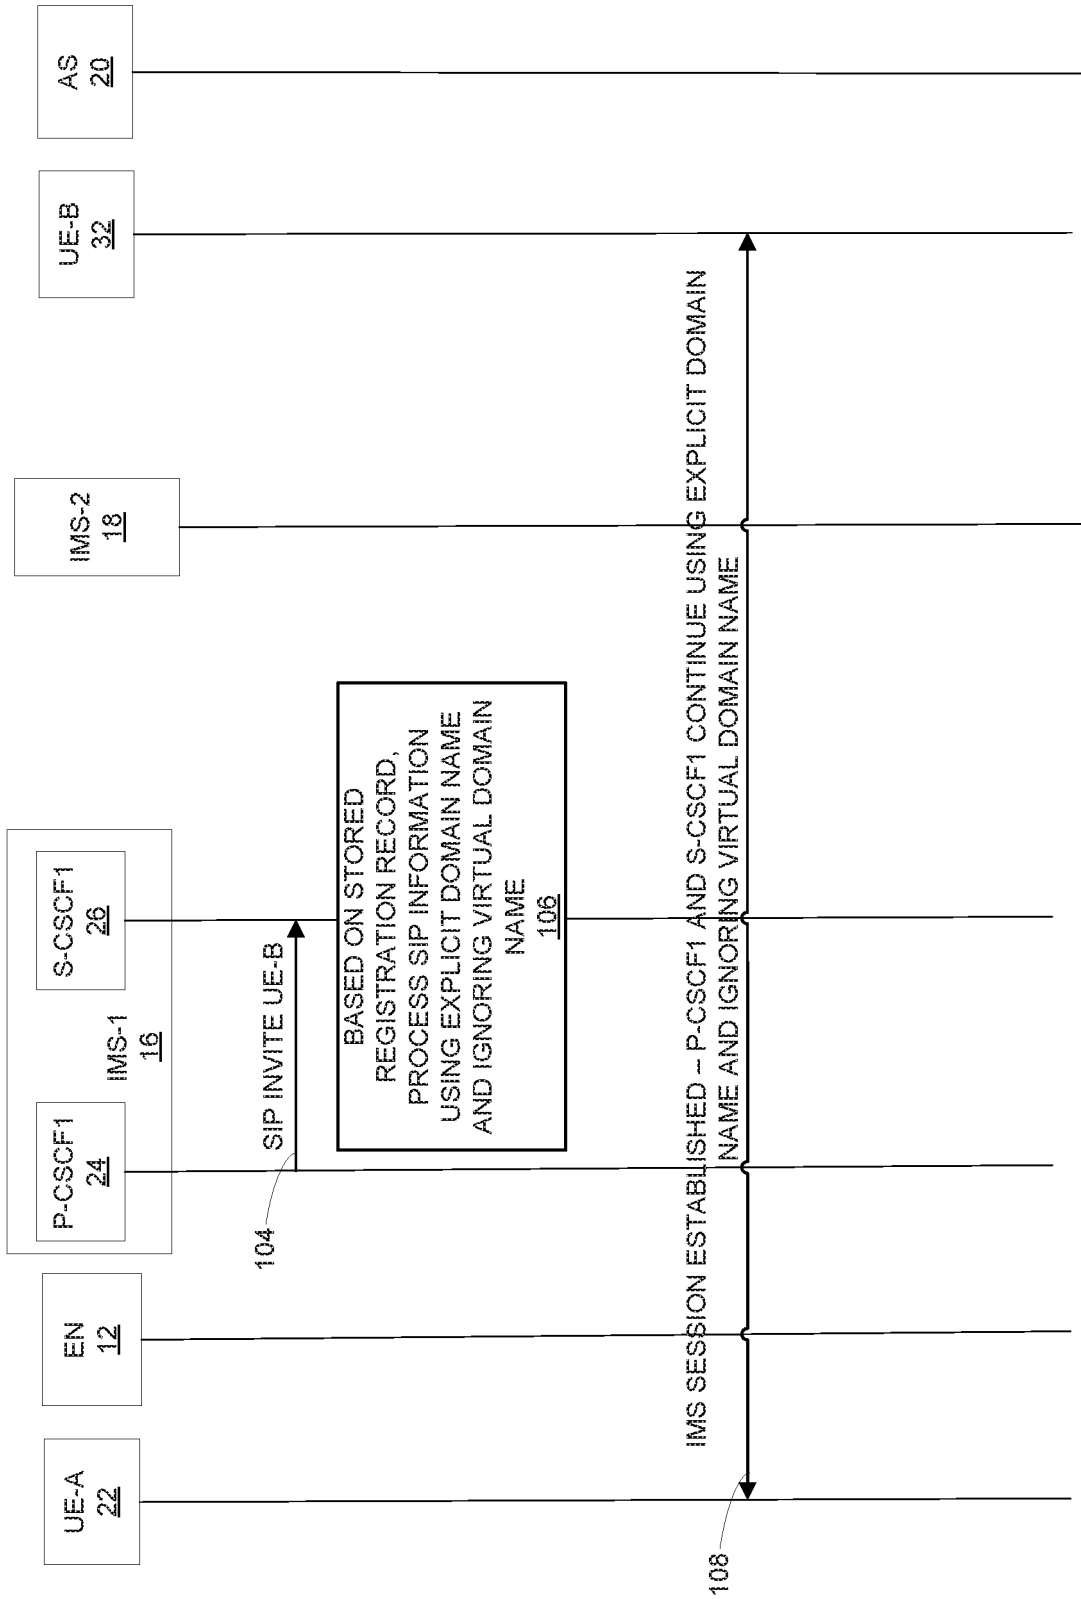 UE-A
22
EN
12
P-CSCF1
24
IMS-1
16
S-CSCF1
26
IMS-2
18
UE-B
32
AS
20
104
SIP INVITE UE-B
BASED ON STORED
REGISTRATION RECORD,
PROCESS SIP INFORMATION
USING EXPLICIT DOMAIN NAME
AND IGNORING VIRTUAL DOMAIN
NAME
106
IMS SESSION ESTABLISHED – P-CSCF1 AND S-CSCF1 CONTINUE USING EXPLICIT DOMAIN
NAME AND IGNORING VIRTUAL DOMAIN NAME
108